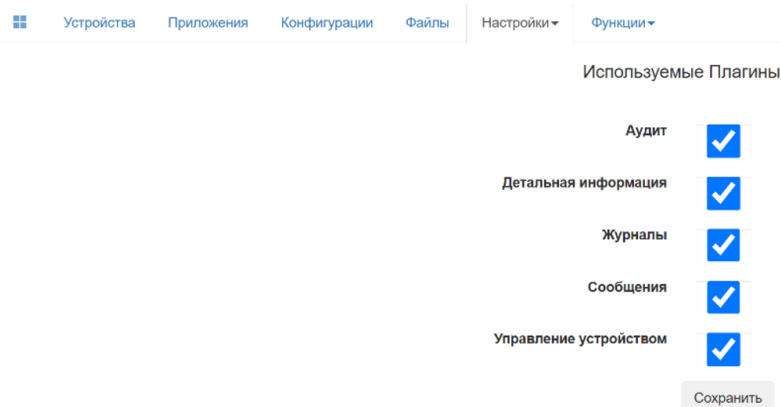 Устройства Приложения Конфигурации Файлы Настройки Функции
Используемые Плагины
Аудит
Детальная информация
Журналы
Сообщения
Управление устройством
Сохранить